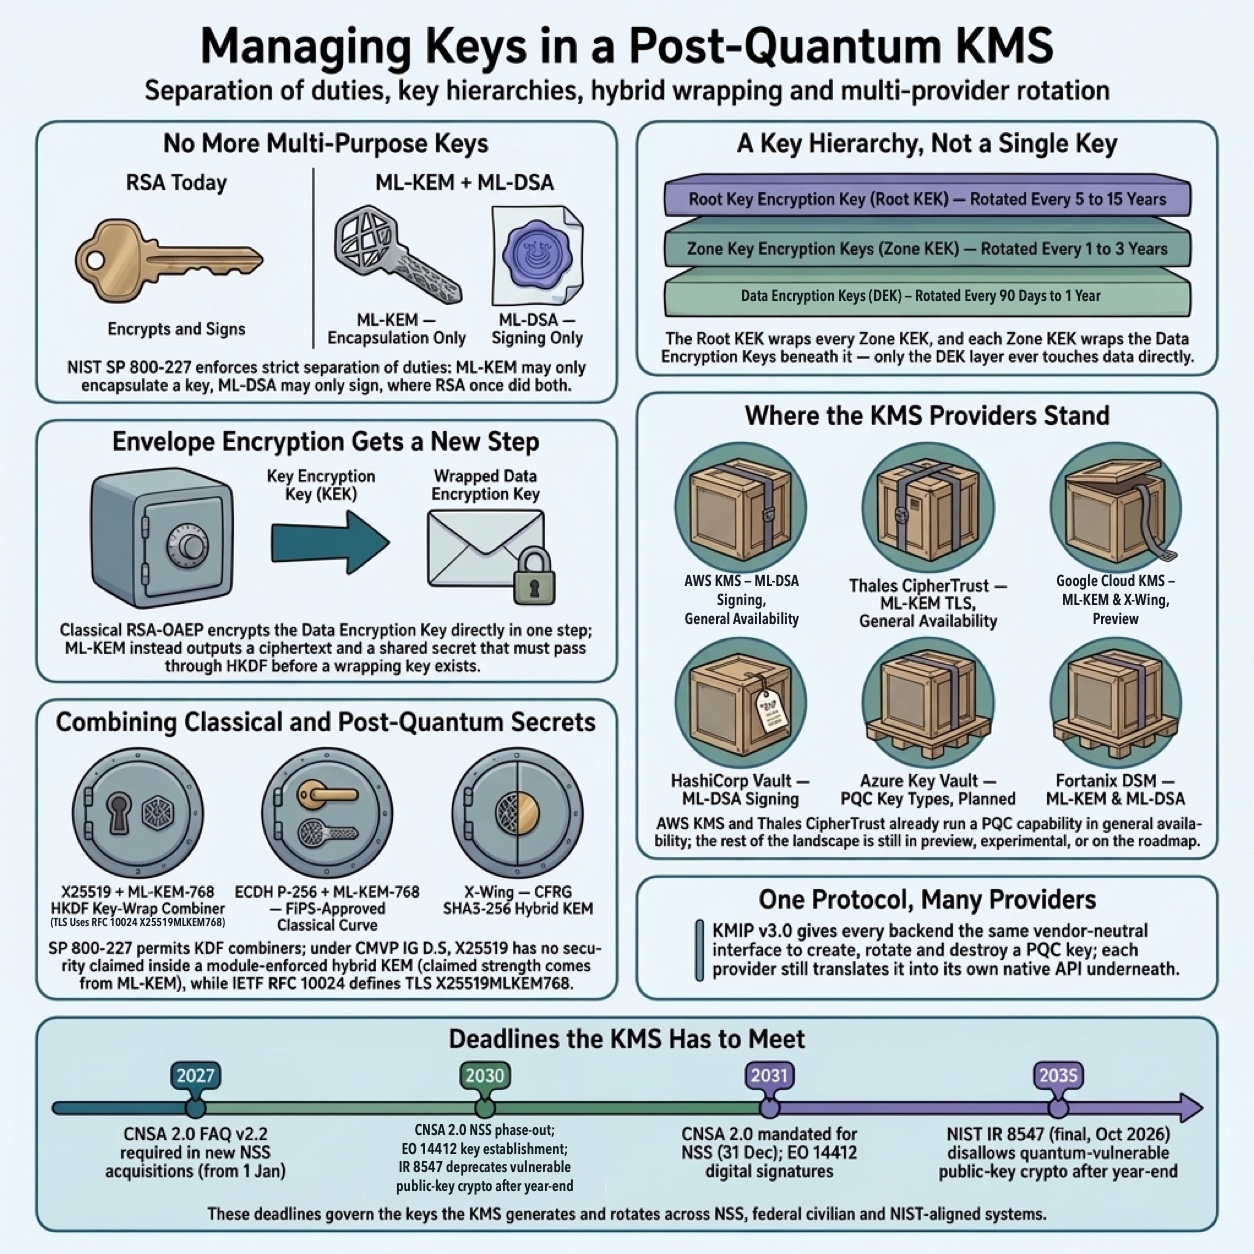 Managing Keys in a Post-Quantum KMS
Separation of duties, key hierarchies, hybrid wrapping and multi-provider rotation
No More Multi-Purpose Keys
RSA Today
ML-KEM + ML-DSA
Encrypts and Signs
ML-KEM —
Encapsulation Only
ML-DSA —
Signing Only
NIST SP 800-227 enforces strict separation of duties: ML-KEM may only
encapsulate a key, ML-DSA may only sign, where RSA once did both.
A Key Hierarchy, Not a Single Key
Root Key Encryption Key (Root KEK) — Rotated Every 5 to 15 Years
Zone Key Encryption Keys (Zone KEK) — Rotated Every 1 to 3 Years
Data Encryption Keys (DEK) – Rotated Every 90 Days to 1 Year
The Root KEK wraps every Zone KEK, and each Zone KEK wraps the Data
Encryption Keys beneath it — only the DEK layer ever touches data directly.
Envelope Encryption Gets a New Step
Key Encryption
Key (KEK)
Wrapped Data
Encryption Key
Classical RSA-OAEP encrypts the Data Encryption Key directly in one step;
ML-KEM instead outputs a ciphertext and a shared secret that must pass
through HKDF before a wrapping key exists.
Where the KMS Providers Stand
AWS KMS – ML-DSA
Signing,
General Availability
Thales CipherTrust —
ML-KEM TLS,
General Availability
Google Cloud KMS –
ML-KEM & X-Wing,
Preview
HashiCorp Vault —
ML-DSA Signing
Azure Key Vault —
PQC Key Types, Planned
Fortanix DSM —
ML-KEM & ML-DSA
AWS KMS and Thales CipherTrust already run a PQC capability in general availa-
bility; the rest of the landscape is still in preview, experimental, or on the roadmap.
Combining Classical and Post-Quantum Secrets
X25519 + ML-KEM-768
HKDF Key-Wrap Combiner
(TLS Uses RFC 10024 X25519MLKEM768)
ECDH P-256 + ML-KEM-768
— FiPS-Approved
Classical Curve
X-Wing — CFRG
SHA3-256 Hybrid KEM
SP 800-227 permits KDF combiners; under CMVP IG D.S, X25519 has no secu-
rity claimed inside a module-enforced hybrid KEM (claimed strength comes
from ML-KEM), while IETF RFC 10024 defines TLS X25519MLKEM768.
One Protocol, Many Providers
KMIP v3.0 gives every backend the same vendor-neutral
interface to create, rotate and destroy a PQC key; each
provider still translates it into its own native API underneath.
Deadlines the KMS Has to Meet
2027
CNSA 2.0 FAQ v2.2
required in new NSS
acquisitions (from 1 Jan)
2030
CNSA 2.0 NSS phase-out;
EO 14412 key establishment;
IR 8547 deprecates vulnerable
public-key crypto after year-end
2031
CNSA 2.0 mandated for
NSS (31 Dec); EO 14412
digital signatures
2035
NIST IR 8547 (final, Oct 2026)
disallows quantum-vulnerable
public-key crypto after year-end
These deadlines govern the keys the KMS generates and rotates across NSS, federal civilian and NIST-aligned systems.